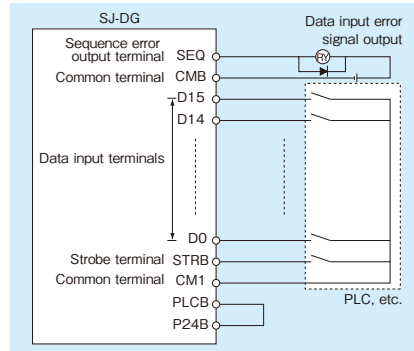 SJ-DG
Data input error
signal output
Sequence error
output terminal SEQ
RY
Common terminal CMB
D15
D14
Data input terminals
D0
Strobe terminal STRB
Common terminal CM1
PLCB
P24B
PLC, etc.